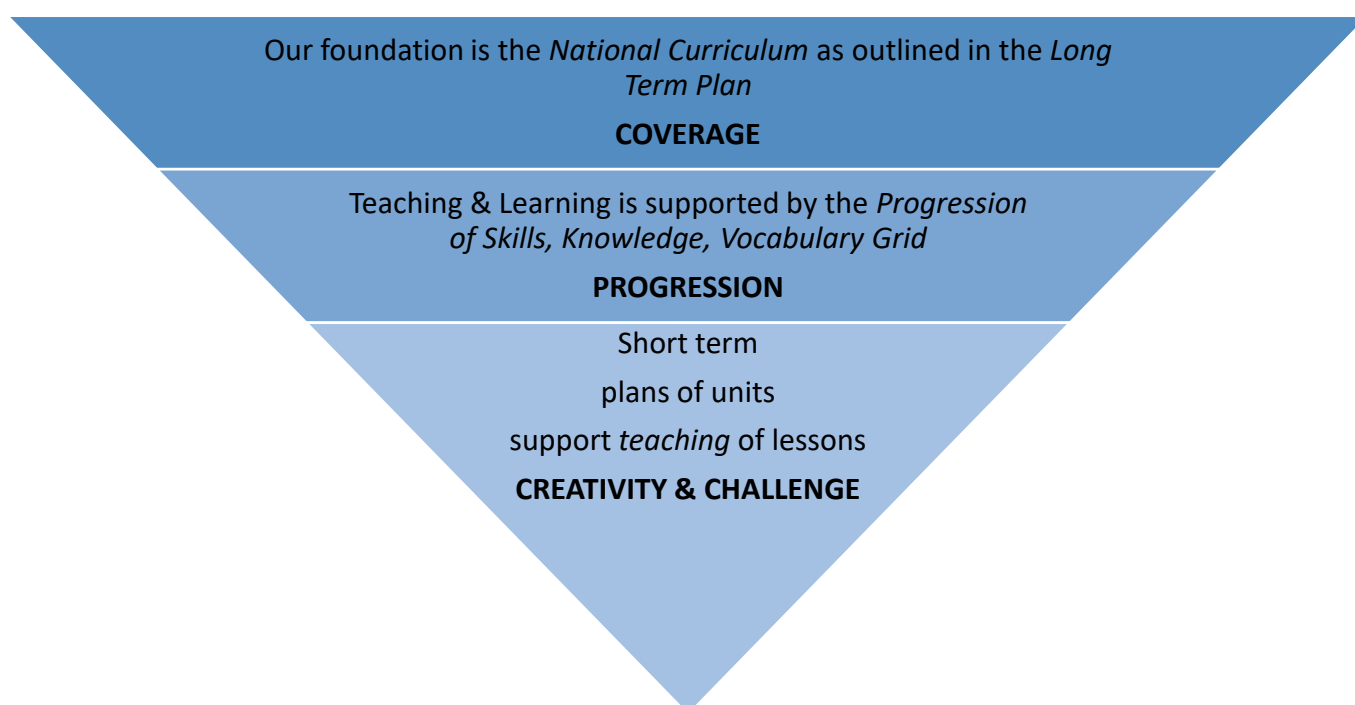 Our foundation is the National Curriculum as outlined in the Long
Term Plan
COVERAGE
Teaching & Learning is supported by the Progression
of Skills, Knowledge, Vocabulary Grid
PROGRESSION
Short term
plans of units
support teaching of lessons
CREATIVITY & CHALLENGE